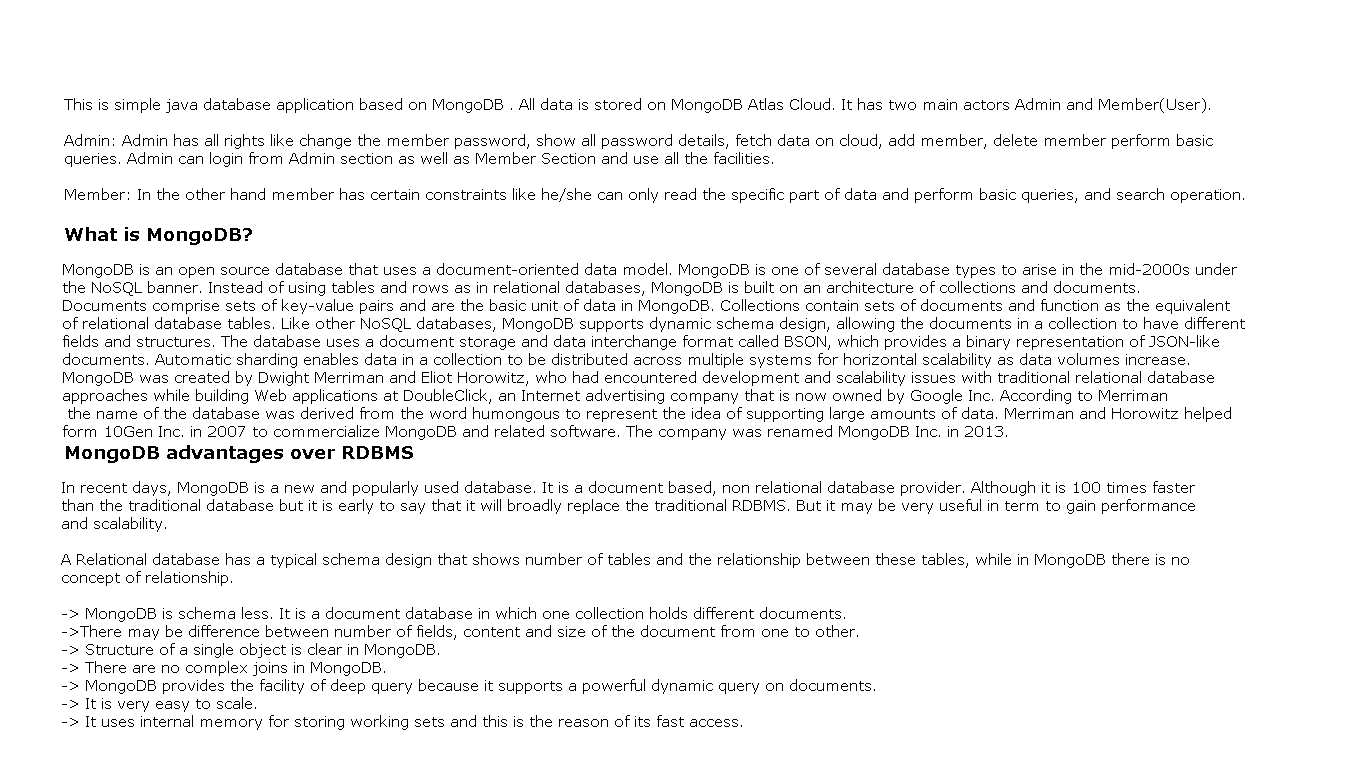 This is simple java database application based on MongoDB . All data is stored on MongoDB Atlas Cloud. It has two main actors Admin and Member(User).
Admin: Admin has all rights like change the member password, show all password details, fetch data on cloud, add member, delete member perform basic
queries. Admin can login from Admin section as well as Member Section and use all the facilities.
Member: In the other hand member has certain constraints like he/she can only read the specific part of data and perform basic queries, and search operation.
What is MongoDB?
MongoDB is an open source database that uses a document-oriented data model. MongoDB is one of several database types to arise in the mid-2000s under
the NoSQL banner. Instead of using tables and rows as in relational databases, MongoDB is built on an architecture of collections and documents.
Documents comprise sets of key-value pairs and are the basic unit of data in MongoDB. Collections contain sets of documents and function as the equivalent
of relational database tables. Like other NoSQL databases, MongoDB supports dynamic schema design, allowing the documents in a collection to have different
fields and structures. The database uses a document storage and data interchange format called BSON, which provides a binary representation of JSON-like
documents. Automatic sharding enables data in a collection to be distributed across multiple systems for horizontal scalability as data volumes increase.
MongoDB was created by Dwight Merriman and Eliot Horowitz, who had encountered development and scalability issues with traditional relational database
approaches while building Web applications at DoubleClick, an Internet advertising company that is now owned by Google Inc. According to Merriman
the name of the database was derived from the word humongous to represent the idea of supporting large amounts of data. Merriman and Horowitz helped
form 10Gen Inc. in 2007 to commercialize MongoDB and related software. The company was renamed MongoDB Inc. in 2013.
MongoDB advantages over RDBMS
In recent days, MongoDB is a new and popularly used database. It is a document based, non relational database provider. Although it is 100 times faster
than the traditional database but it is early to say that it will broadly replace the traditional RDBMS. But it may be very useful in term to gain performance
and scalability.
A Relational database has a typical schema design that shows number of tables and the relationship between these tables, while in MongoDB there is no
concept of relationship.
-> MongoDB is schema less. It is a document database in which one collection holds different documents.
->There may be difference between number of fields, content and size of the document from one to other.
-> Structure of a single object is clear in MongoDB.
-> There are no complex joins in MongoDB.
-> MongoDB provides the facility of deep query because it supports a powerful dynamic query on documents.
-> It is very easy to scale.
-> It uses internal memory for storing working sets and this is the reason of its fast access.